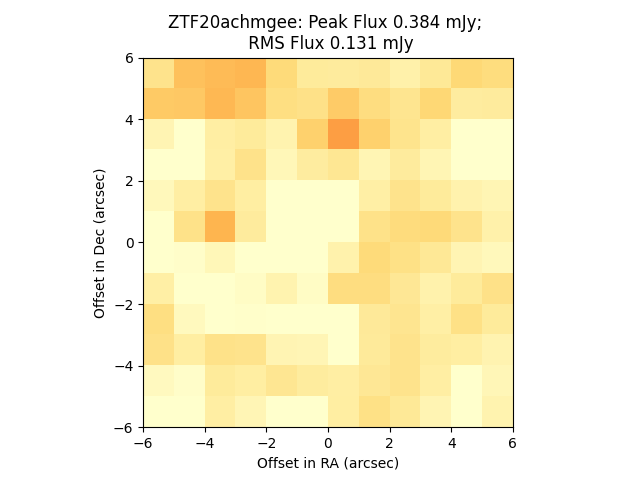 ZTF20achmgee: Peak Flux 0.384 mJy;
RMS Flux 0.131 mJy
6
4
2
0
−2
−4
−6
Offset in Dec (arcsec)
−6 −4 −2 0 2 4 6
Offset in RA (arcsec)